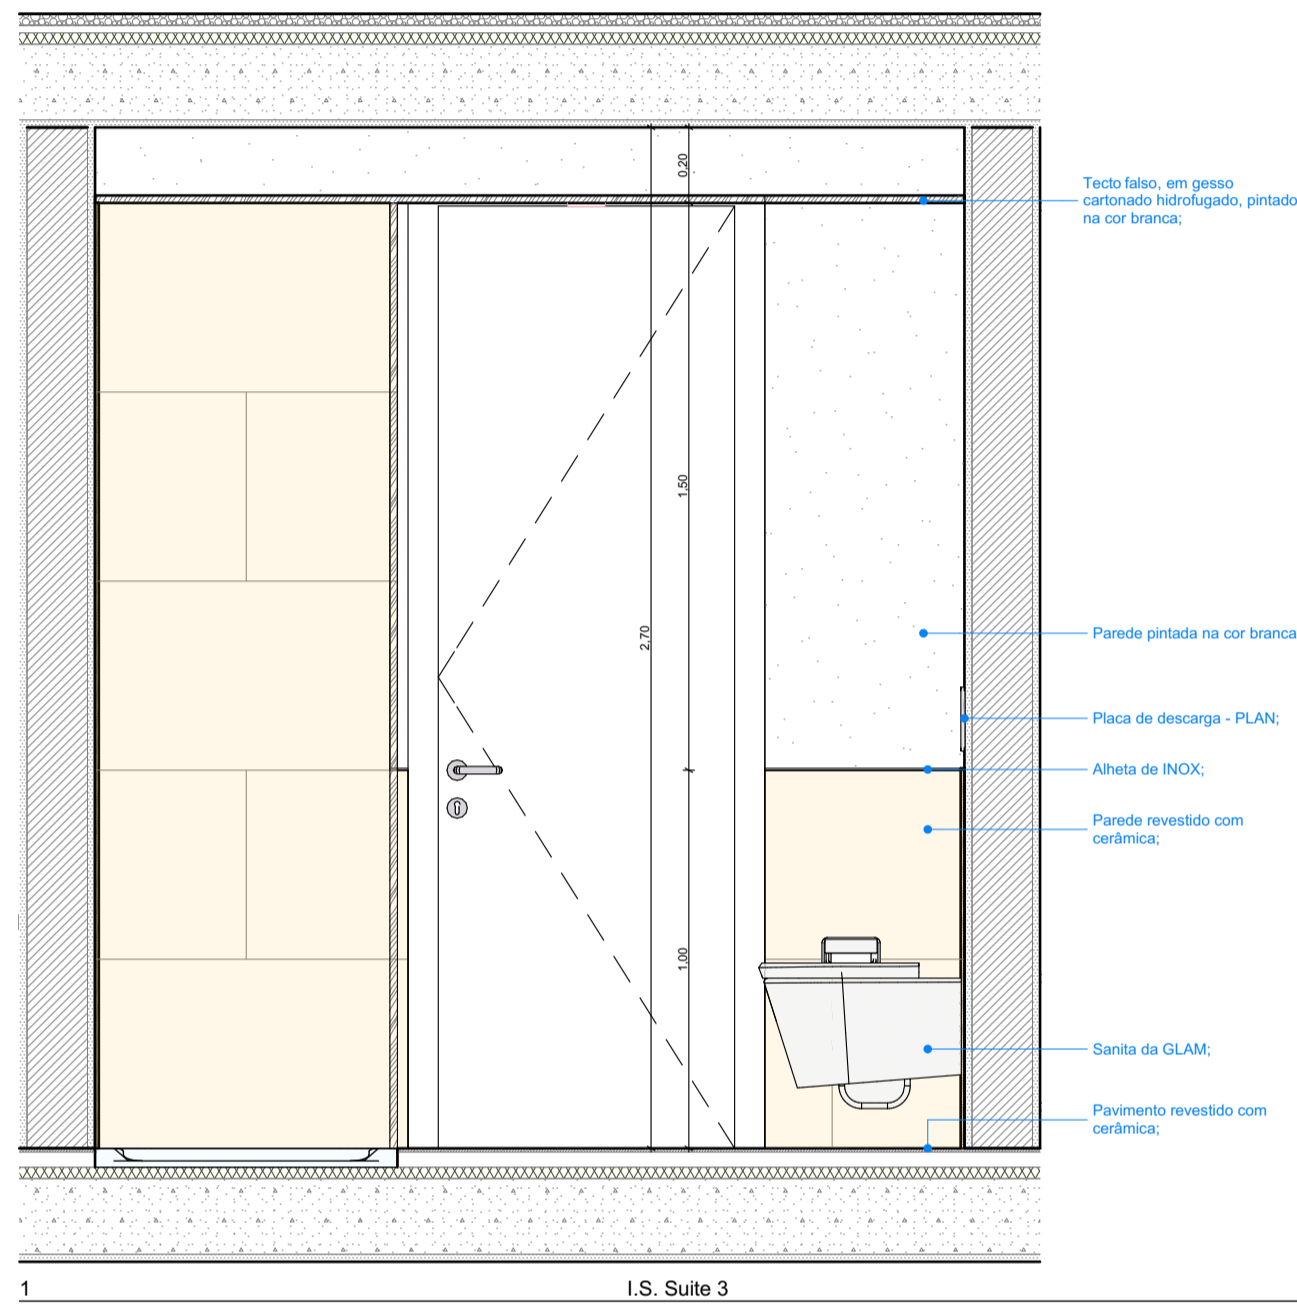 0,20
Tecto falso, em gesso
cartonado hidrofugado, pintado
na cor branca;
1,50
2,70
Parede pintada na cor branca
Placa de descarga - PLAN;
Alheta de INOX;
Parede revestido com
cerâmica;
1,00
Sanita da GLAM;
Pavimento revestido com
cerâmica;
1
I.S. Suite 3